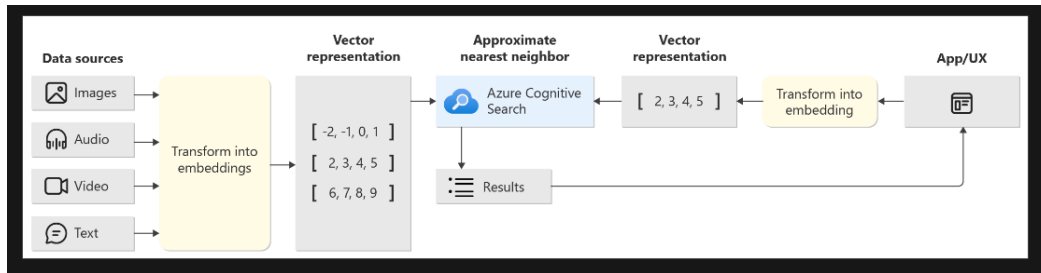 Data sources
Images
Audio
Video
Text
Transform into
embeddings
Vector
representation
[ -2, -1, 0, 1 ]
[ 2, 3, 4, 5 ]
[ 6, 7, 8, 9 ]
Approximate
nearest neighbor
Azure Cognitive
Search
Results
Vector
representation
[ 2, 3, 4, 5 ]
Transform into
embedding
App/UX